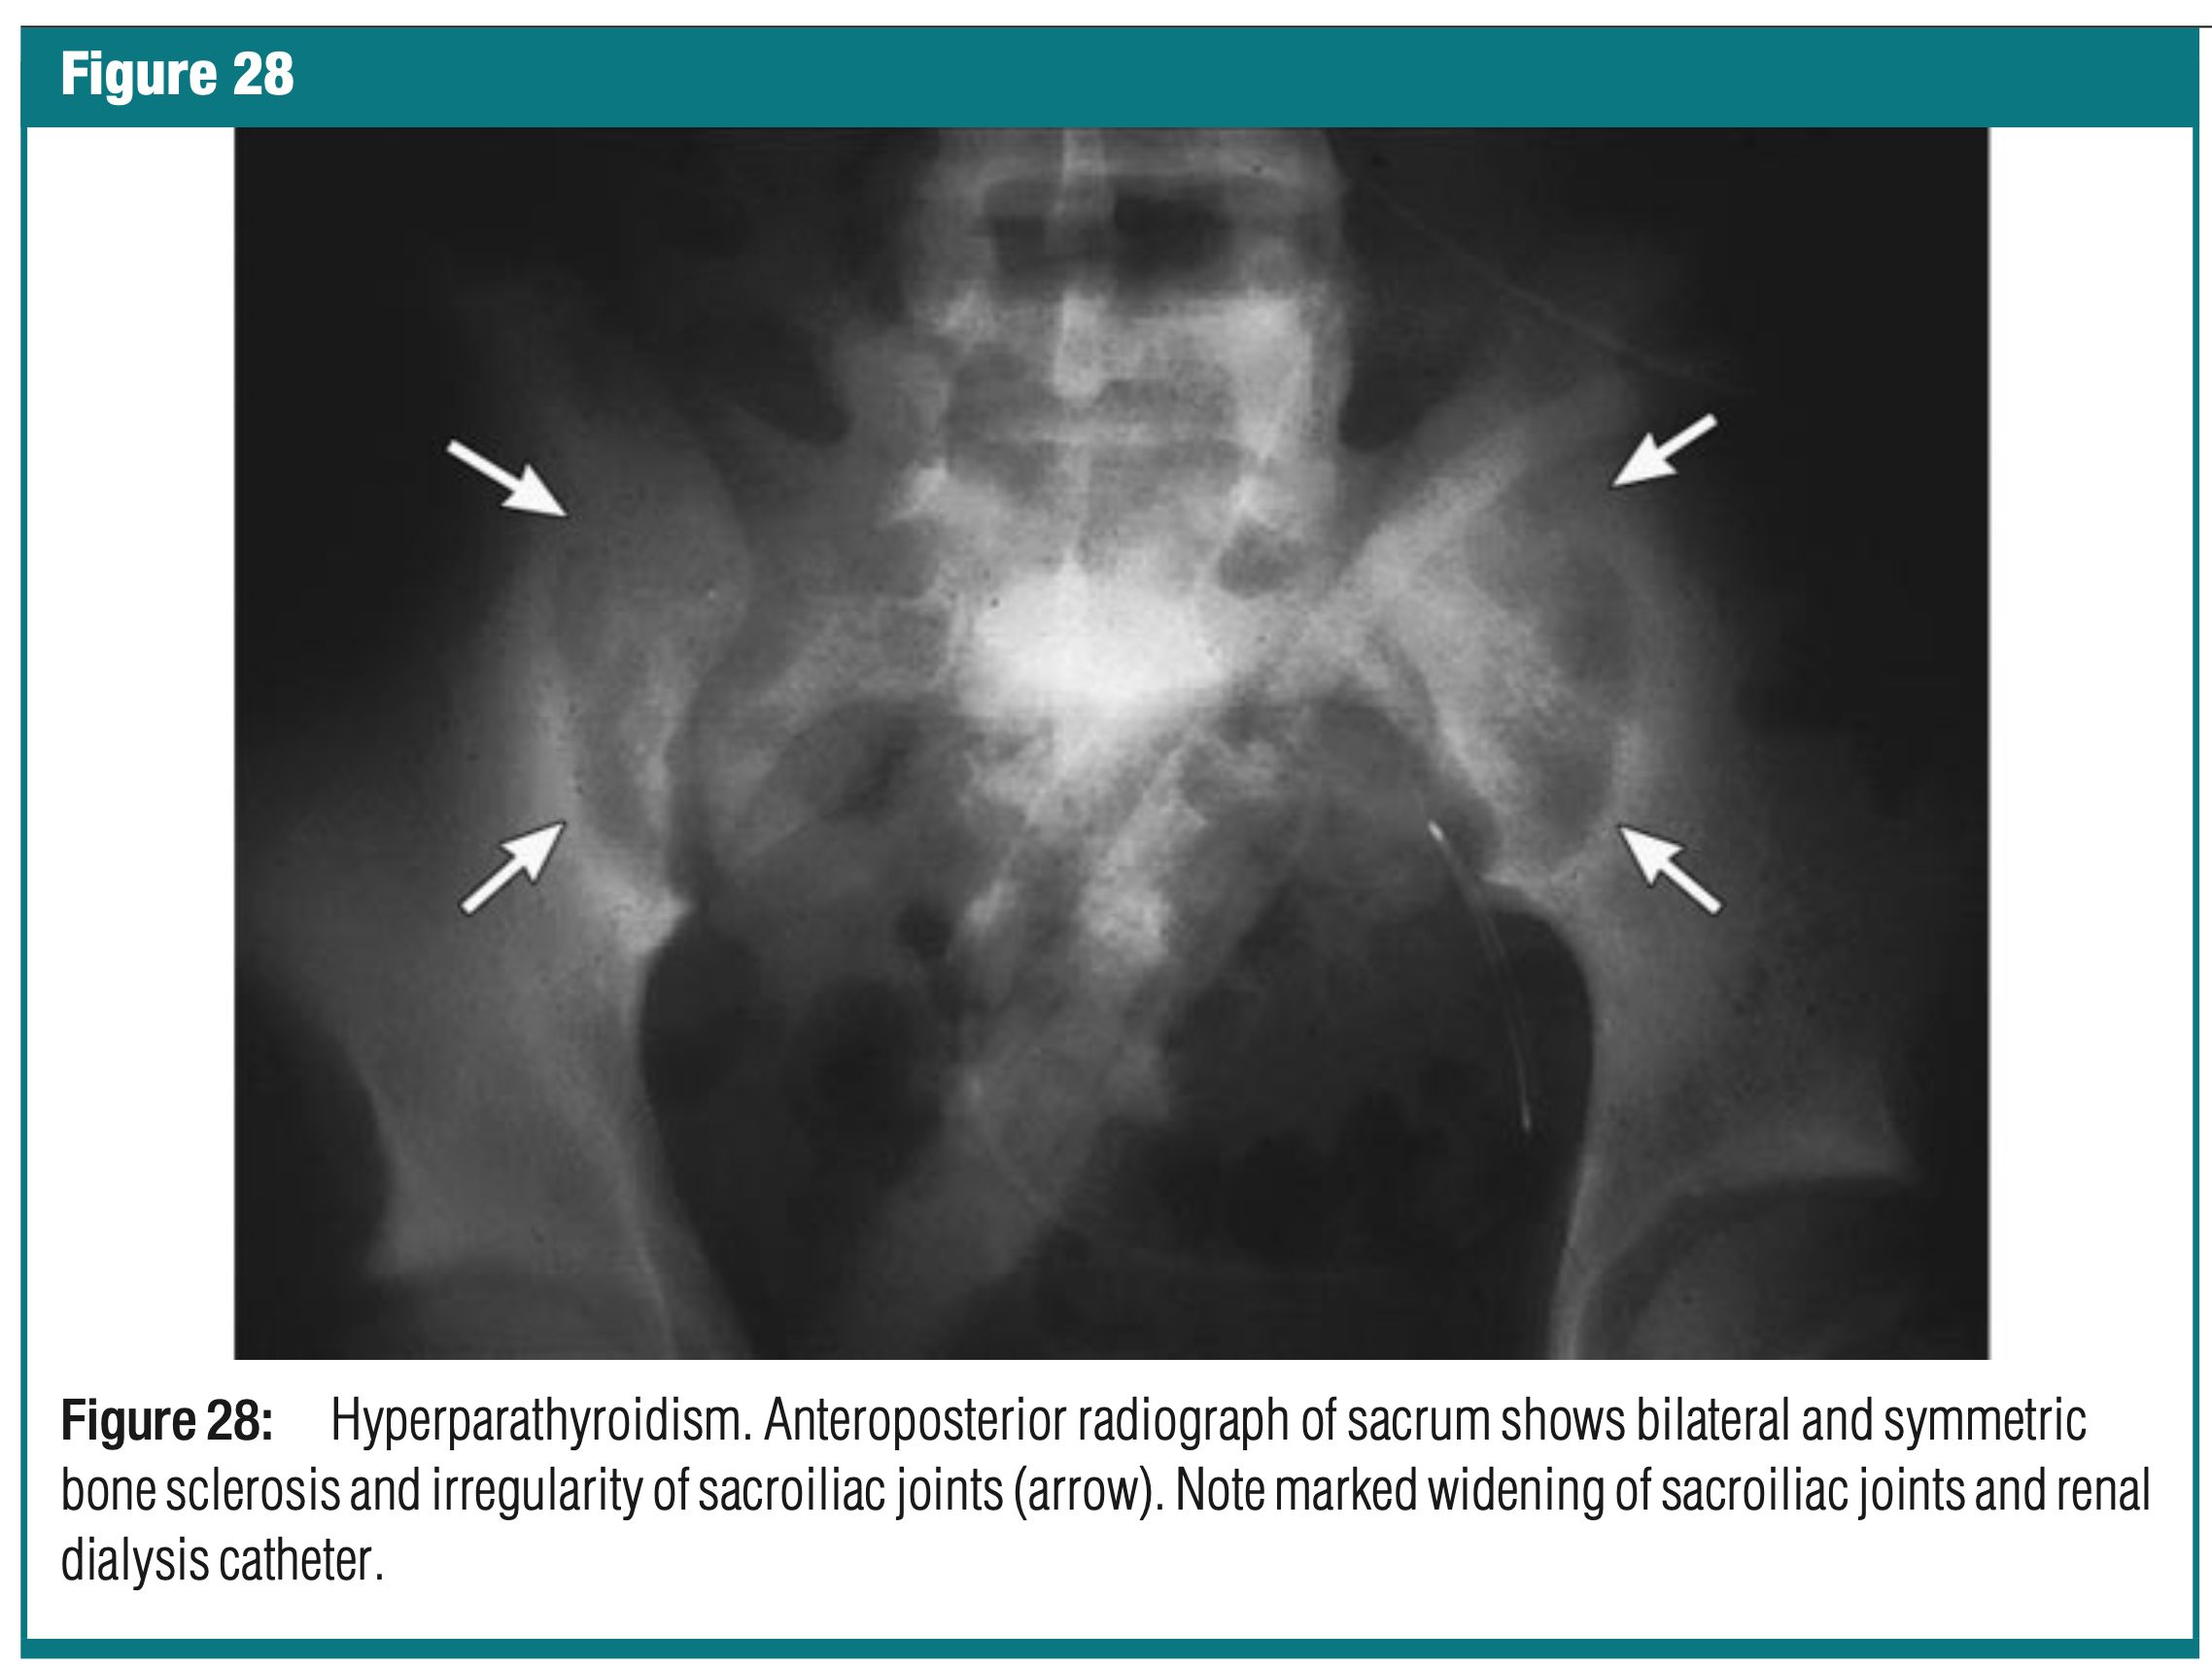 Figure 28
Figure 28: Hyperparathyroidism. Anteroposterior radiograph of sacrum shows bilateral and symmetric
bone sclerosis and irregularity of sacroiliac joints (arrow). Note marked widening of sacroiliac joints and renal
dialysis catheter.